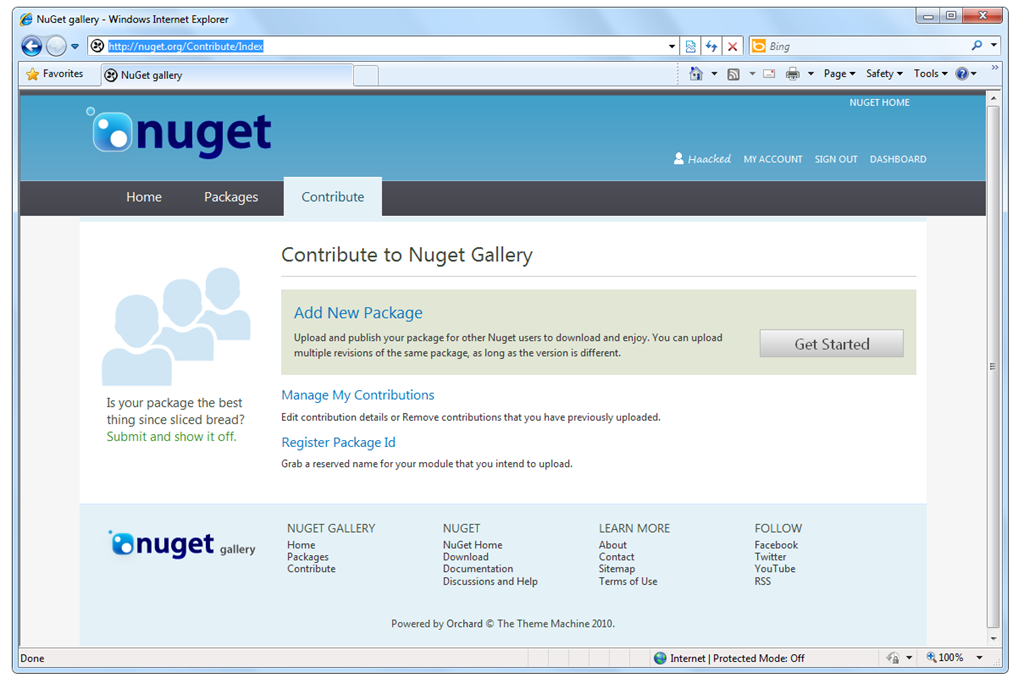 NuGet gallery - Windows Internet Explorer
http://nuget.org/Contribute/Index
Bing
Favorites
NuGet gallery
Page
Safety
Tools
»
NUGET HOME
nuget
Haacked MY ACCOUNT SIGN OUT DASHBOARD
Home Packages Contribute
Contribute to Nuget Gallery
Add New Package
Upload and publish your package for other Nuget users to download and enjoy. You can upload
multiple revisions of the same package, as long as the version is different.
Get Started
Is your package the best
thing since sliced bread?
Submit and show it off.
Manage My Contributions
Edit contribution details or Remove contributions that you have previously uploaded.
Register Package Id
Grab a reserved name for your module that you intend to upload.
nuget gallery
NUGET GALLERY
Home
Packages
Contribute
NUGET
NuGet Home
Download
Documentation
Discussions and Help
LEARN MORE
About
Contact
Sitemap
Terms of Use
FOLLOW
Facebook
Twitter
YouTube
RSS
Powered by Orchard © The Theme Machine 2010.
Done
Internet | Protected Mode: Off
100%